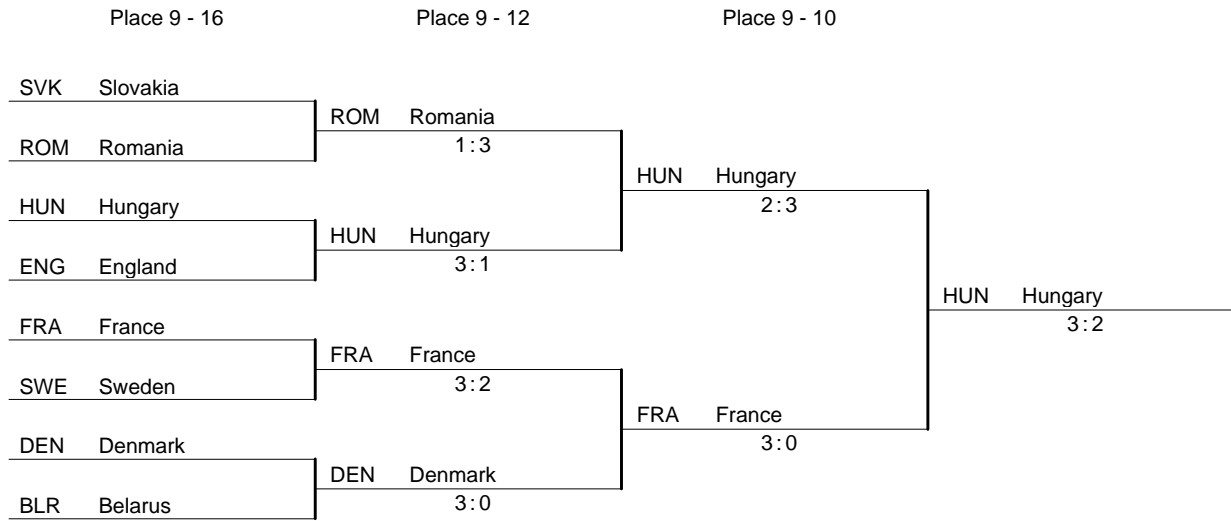 Place 9 - 16 Place 9 - 12 Place 9 - 10
SVK Slovakia
ROM Romania
1:3
ROM Romania
HUN Hungary
2:3
HUN Hungary
HUN Hungary
3:1
ENG England
HUN Hungary
3:2
FRA France
FRA France
3:2
SWE Sweden
FRA France
3:0
DEN Denmark
DEN Denmark
3:0
BLR Belarus